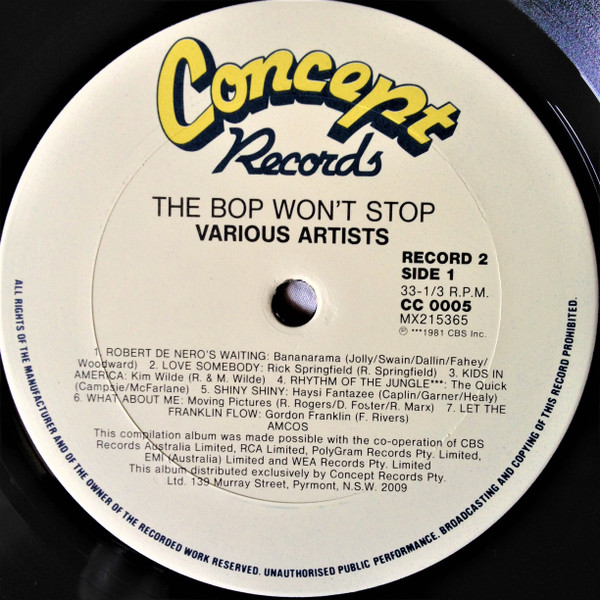 Concept
Records
THE BOP WON'T STOP
VARIOUS ARTISTS
RECORD 2
SIDE 1
33-1/3 R.P.M.
CC 0005
MX215365
℗ ***1981 CBS Inc.
1. ROBERT DE NERO'S WAITING: Bananarama (Jolly/Swain/Dallin/Fahey/
Woodward) 2. LOVE SOMEBODY: Rick Springfield (R. Springfield) 3. KIDS IN
AMERICA: Kim Wilde (R. & M. Wilde) 4. RHYTHM OF THE JUNGLE***: The Quick
(Campsie/McFarlane) 5. SHINY SHINY: Haysi Fantazee (Caplin/Garner/Healy)
6. WHAT ABOUT ME: Moving Pictures (R. Rogers/D. Foster/R. Marx) 7. LET THE
FRANKLIN FLOW: Gordon Franklin (F. Rivers)
AMCOS
This compilation album was made possible with the co-operation of CBS
Records Australia Limited, RCA Limited, PolyGram Records Pty. Limited,
EMI (Australia) Limited and WEA Records Pty. Limited
This album distributed exclusively by Concept Records Pty.
Ltd. 139 Murray Street, Pyrmont, N.S.W. 2009
ALL RIGHTS OF THE MANUFACTURER AND OF THE OWNER OF THE RECORDED WORK RESERVED. UNAUTHORISED PUBLIC PERFORMANCE. BROADCASTING AND COPYING OF THIS RECORD PROHIBITED.